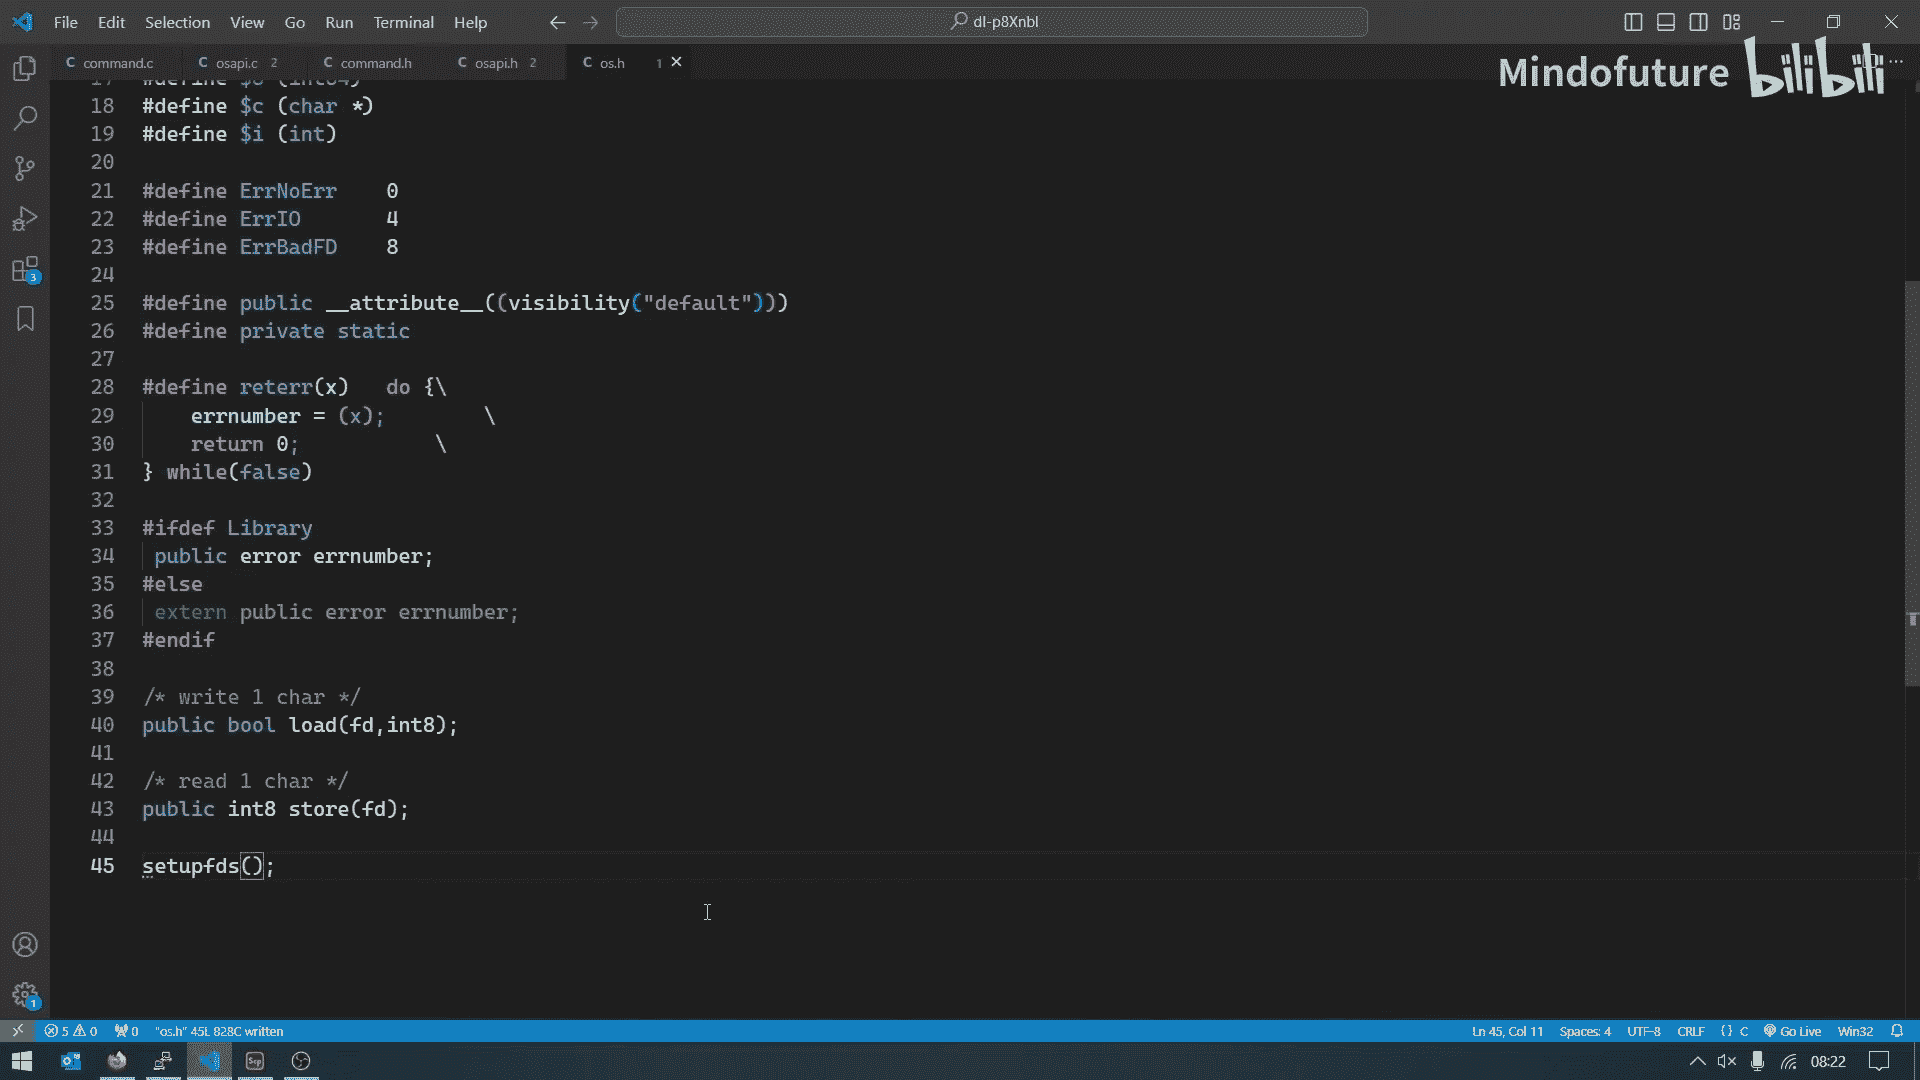 File Edit Selection View Go Run Terminal Help
dl-p8Xnbl
C command.c C osapi.c 2 C command.h C osapi.h 2 C os.h 1
Mindofuture bilibili
18 #define $c (char *)
19 #define $i (int)
20
21 #define ErrNoErr 0
22 #define ErrIO 4
23 #define ErrBadFD 8
24
25 #define public __attribute__((visibility("default")))
26 #define private static
27
28 #define reterr(x) do {\
29 errnumber = (x); \
30 return 0; \
31 } while(false)
32
33 #ifdef Library
34 public error errnumber;
35 #else
36 extern public error errnumber;
37 #endif
38
39 /* write 1 char */
40 public bool load(fd,int8);
41
42 /* read 1 char */
43 public int8 store(fd);
44
45 setupfds();
3
1
5 0 0 "os.h" 45L 828C written
Ln 45, Col 11 Spaces: 4 UTF-8 CRLF {} C Go Live Win32
08:22